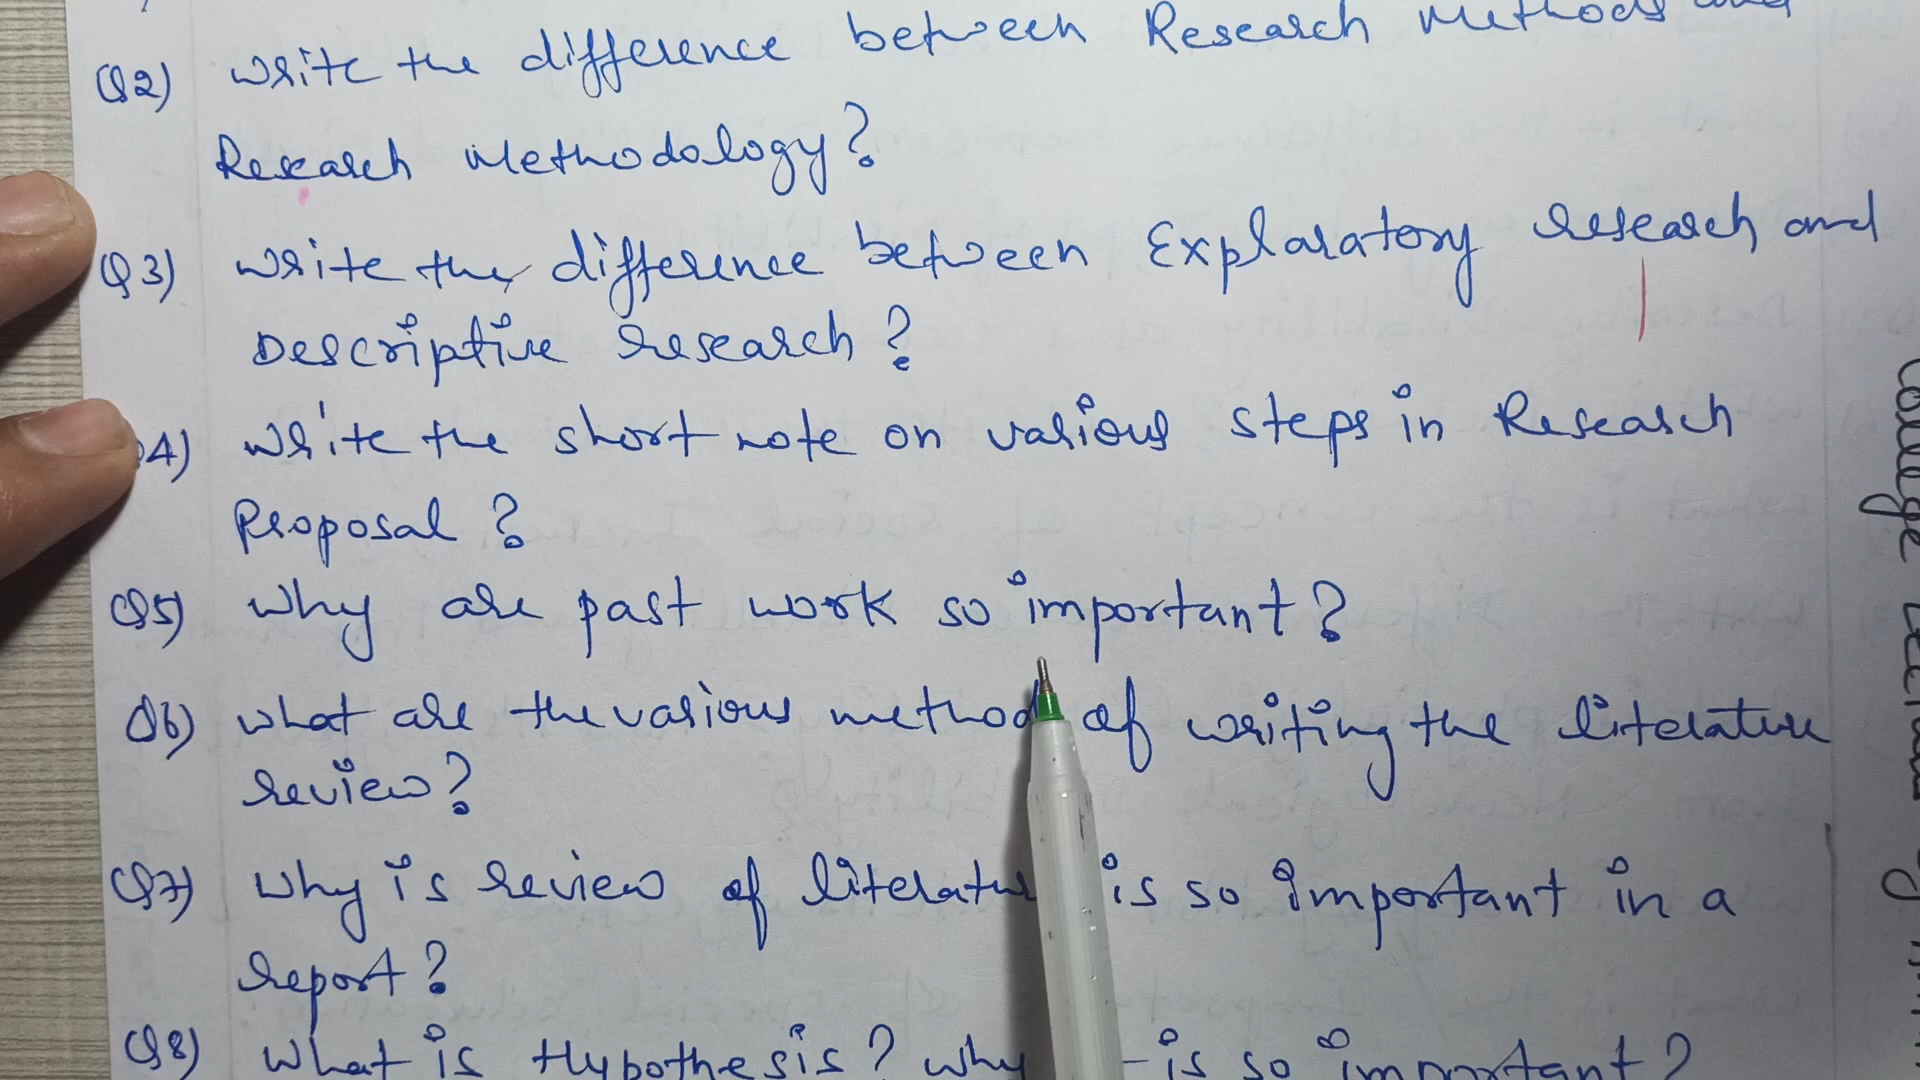 Q2) Write the difference between Research Methods and
Research Methodology?
Q3) Write the difference between Explaratory research and
Descriptive research?
4) Write the short note on various steps in Research
Proposal?
Q5) Why are past work so important?
Q6) What are the various method of writing the literature
review?
Q7) Why is review of literature is so important in a
report?
Q8) What is Hypothesis? Why is so important?
College